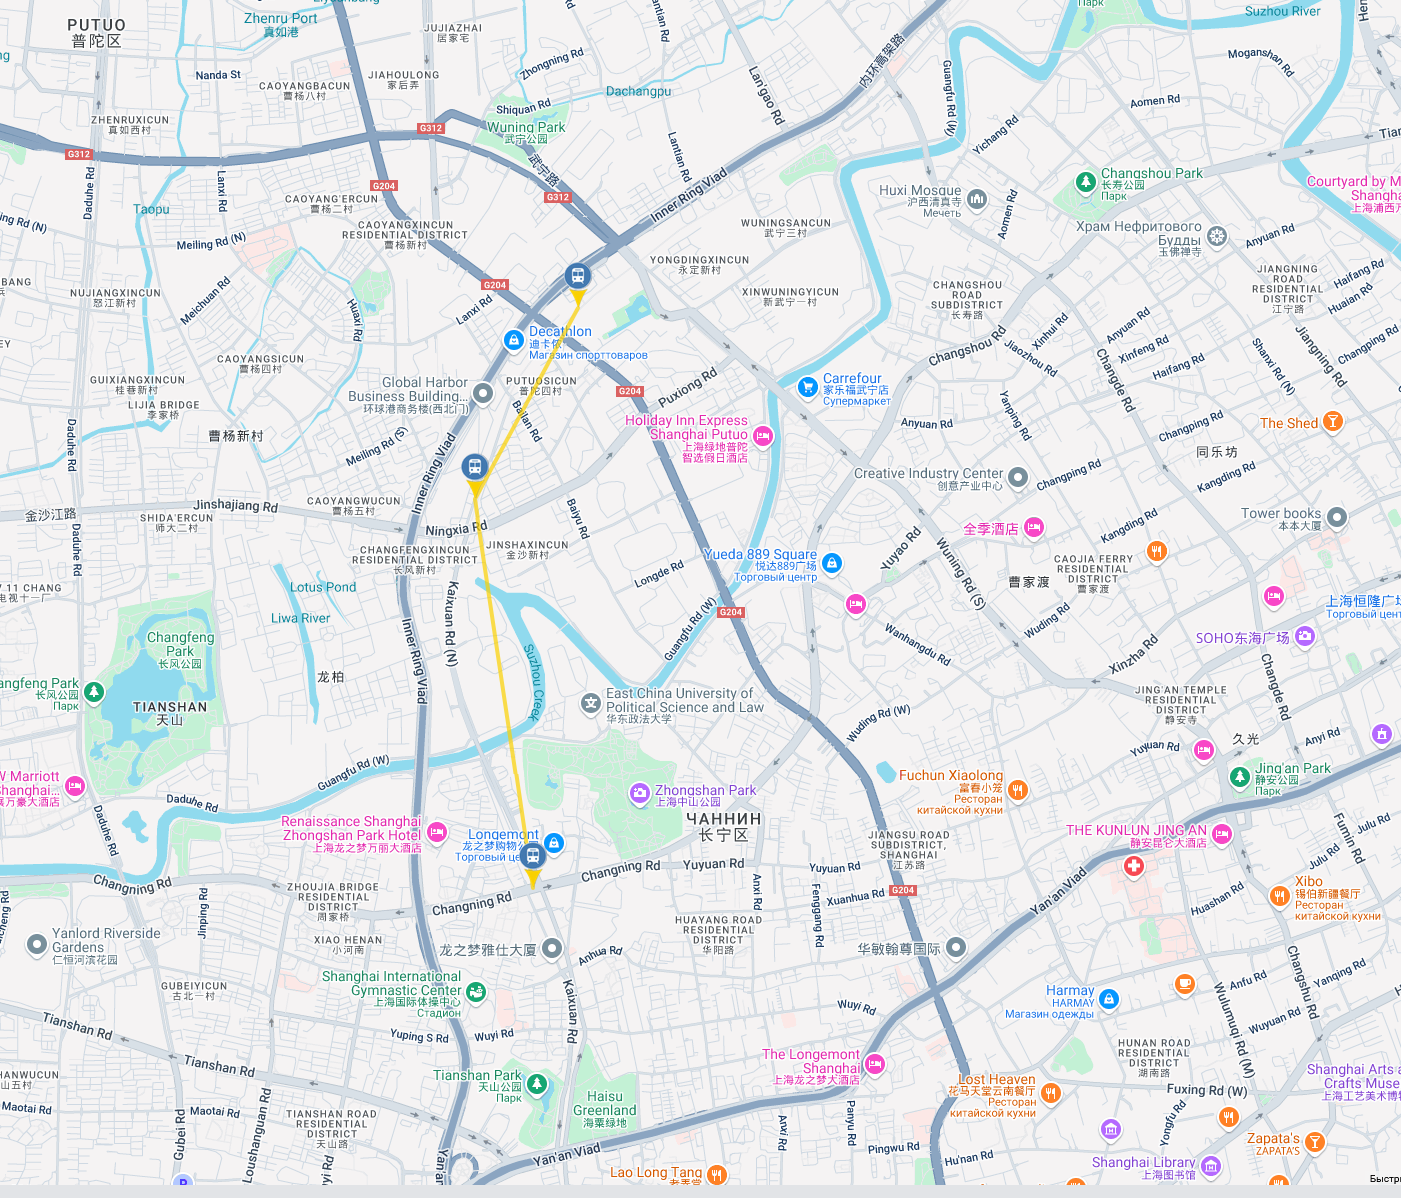 PUTUO
普陀区
Zhenru Port
真如港
JUJIAZHAI
居家宅
Lantian Rd
内环高架路
Парк
Suzhou River
Nanda St
CAOYANGBACUN
曹杨八村
JIAHOULONG
家后弄
Zhongning Rd
Lan'gao Rd
Guangfu Rd (W)
Moganshan Rd
Dachangpu
Shiquan Rd
Aomen Rd
ZHENRUXICUN
真如西村
G312
Wuning Park
武宁公园
Yichang Rd
G312
武宁路
Lantian Rd
Daduhe Rd
Lanxi Rd
G204
G312
Inner Ring Viad
Changshou Park
长寿公园
Парк
Huxi Mosque
沪西清真寺
Мечеть
Aomen Rd
Taopu
CAOYANG'ERCUN
曹杨二村
CAOYANGXINCUN
RESIDENTIAL DISTRICT
曹杨新村
Meiling Rd (N)
WUNINGSANCUN
武宁三村
Храм Нефритового
Будды
玉佛禅寺
Anyuan Rd
YONGDINGXINCUN
永定新村
JIANGNING
ROAD
RESIDENTIAL
DISTRICT
江宁路
Haifang Rd
Huaian Rd
NUJIANGXINCUN
怒江新村
Meichuan Rd
G204
XINWUNINGYICUN
新武宁一村
CHANGSHOU
ROAD
SUBDISTRICT
长寿路
Huaxi Rd
Lanxi Rd
Decathlon
迪卡侬
Магазин спорттоваров
Xinhui Rd
Jiaozhou Rd
Anyuan Rd
Xinfeng Rd
Haifang Rd
Changshou Rd
Changde Rd
Jiangning Rd
Changping Rd
Shanxi Rd (N)
CAOYANGSICUN
曹杨四村
GUIXIANGXINCUN
桂巷新村
Global Harbor
Business Building...
环球港商务楼(西北门)
PUTUOSICUN
普陀四村
G204
Puxiong Rd
Carrefour
家乐福武宁店
Супермаркет
LIJIA BRIDGE
李家桥
Bailan Rd
Holiday Inn Express
Shanghai Putuo
上海绿地普陀
智选假日酒店
Anyuan Rd
Yanping Rd
Changping Rd
The Shed
曹杨新村
Daduhe Rd
Meiling Rd (S)
Inner Ring Viad
同乐坊
Creative Industry Center
创意产业中心
Changping Rd
Kangding Rd
金沙江路
Jinshajiang Rd
CAOYANGWUCUN
曹杨五村
SHIDA'ERCUN
师大二村
Ningxia Rd
Baiyu Rd
全季酒店
Kangding Rd
Tower books
本本大厦
Daduhe Rd
CHANGFENGXINCUN
RESIDENTIAL DISTRICT
长风新村
JINSHAXINCUN
金沙新村
Yueda 889 Square
悦达889广场
Торговый центр
Yuyao Rd
Wuning Rd (S)
CAOJIA FERRY
RESIDENTIAL
DISTRICT
曹家渡
曹家渡
Longde Rd
Lotus Pond
Kaixuan Rd (N)
Liwa River
Guangfu Rd (W)
G204
Wanhangdu Rd
Wuding Rd
SOHO东海广场
Changfeng
Park
长风公园
Inner Ring Viad
Xinzha Rd
Changde Rd
龙柏
Suzhou Creek
长风公园
Парк
TIANSHAN
天山
East China University of
Political Science and Law
华东政法大学
JING'AN TEMPLE
RESIDENTIAL
DISTRICT
静安寺
Wuding Rd (W)
Yuyuan Rd
久光
Anyi Rd
Guangfu Rd (W)
Jing'an Park
静安公园
Парк
Fuchun Xiaolong
富春小笼
Ресторан
китайской кухни
Zhongshan Park
上海中山公园
Daduhe Rd
Daduhe Rd
Renaissance Shanghai
Zhongshan Park Hotel
上海龙之梦万丽大酒店
Longemont
ЧАННИН
长宁区
JIANGSU ROAD
SUBDISTRICT,
SHANGHAI
江苏路
THE KUNLUN JING AN
静安昆仑大酒店
Fumin Rd
Julu Rd
Julu Rd
Changning Rd
Changning Rd
Changning Rd
Yuyuan Rd
Yuyuan Rd
Anxi Rd
Fenggang Rd
Xuanhua Rd
G204
Yan'an Viad
Xibo
锡伯新疆餐厅
Ресторан
китайской кухни
Huashan Rd
ZHOUJIA BRIDGE
RESIDENTIAL
DISTRICT
周家桥
Jinping Rd
HUAYANG ROAD
RESIDENTIAL
DISTRICT
华阳路
Yanlord Riverside
Gardens
仁恒河滨花园
XIAO HENAN
小河南
龙之梦雅仕大厦
Anhua Rd
华敏翰尊国际
Changshu Rd
Yanqing Rd
Anfu Rd
GUBEIYICUN
古北一村
Shanghai International
Gymnastic Center
上海国际体操中心
Стадион
Kaixuan Rd
Wuyi Rd
Harmay
HARMAY
Магазин одежды
Wulumuqi Rd (M)
Wuyuan Rd
Tianshan Rd
Yuping S Rd
Wuyi Rd
HUNAN ROAD
RESIDENTIAL
DISTRICT
湖南路
The Longemont
Shanghai
上海龙之梦大酒店
Tianshan Rd
Tianshan Park
天山公园
Парк
Haisu
Greenland
海粟绿地
Lost Heaven
花马天堂云南餐厅
Ресторан
китайской кухни
Fuxing Rd (W)
Maotai Rd
Maotai Rd
Gubei Rd
Loushanguan Rd
TIANSHAN ROAD
RESIDENTIAL
DISTRICT
天山路
Yan'an Viad
Anxi Rd
Panyu Rd
Pingwu Rd
Hu'nan Rd
Yongfu Rd
Zapata's
ZAPATA'S
Shanghai Library
上海图书馆
Lao Long Tang